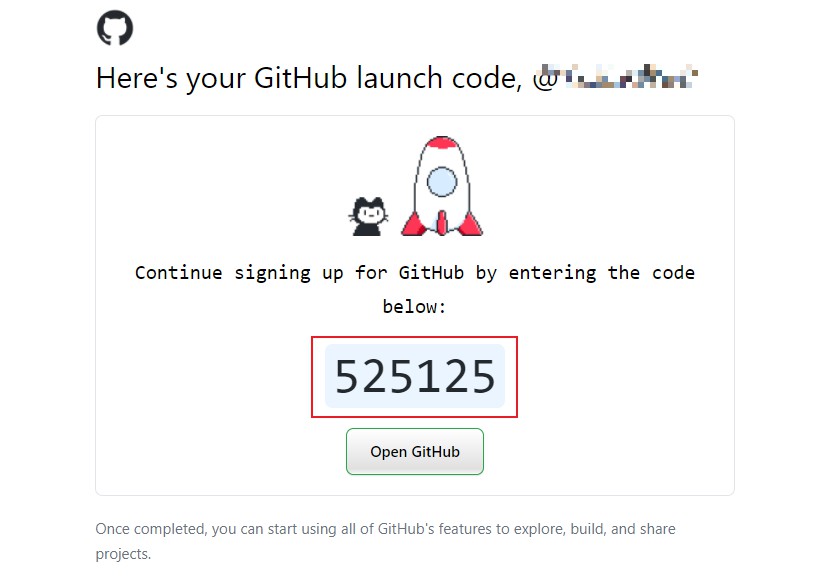 Here's your GitHub launch code, @
Continue signing up for GitHub by entering the code
below:
525125
Open GitHub
Once completed, you can start using all of GitHub's features to explore, build, and share
projects.